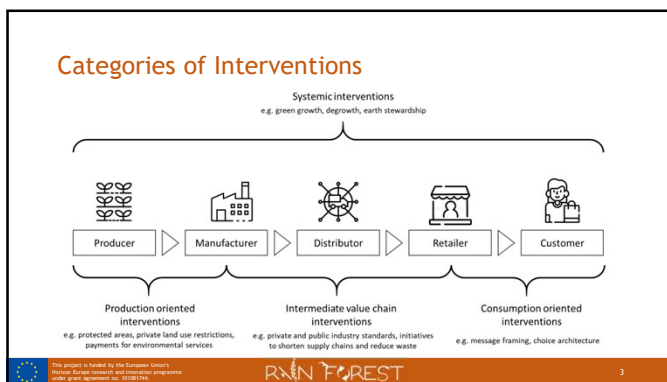 Categories of Interventions
Systemic interventions
e.g. green growth, degrowth, earth stewardship
Producer
Manufacturer
Distributor
Retailer
Customer
Production oriented
interventions
e.g. protected areas, private land use restrictions,
payments for environmental services
Intermediate value chain
interventions
e.g. private and public industry standards, initiatives
to shorten supply chains and reduce waste
Consumption oriented
interventions
e.g. message framing, choice architecture
This project is funded by the European Union's
Horizon Europe research and innovation programme
under grant agreement no. 101081744.
RAIN FOREST
3